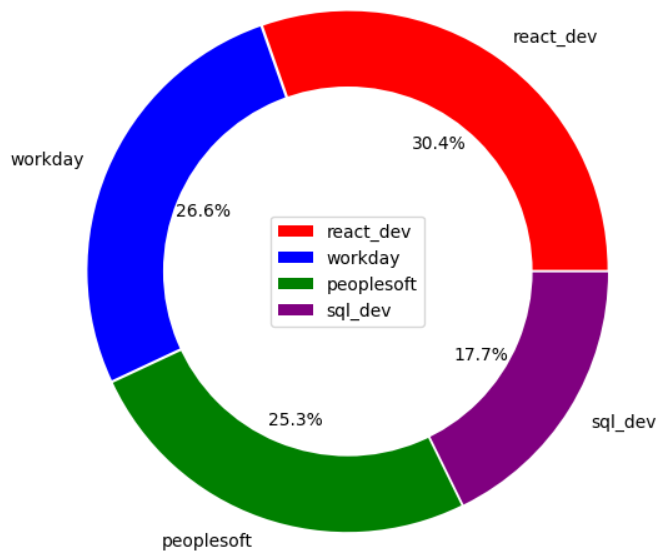 react_dev
30.4%
workday
26.6%
react_dev
workday
peoplesoft
sql_dev
17.7%
25.3%
sql_dev
peoplesoft